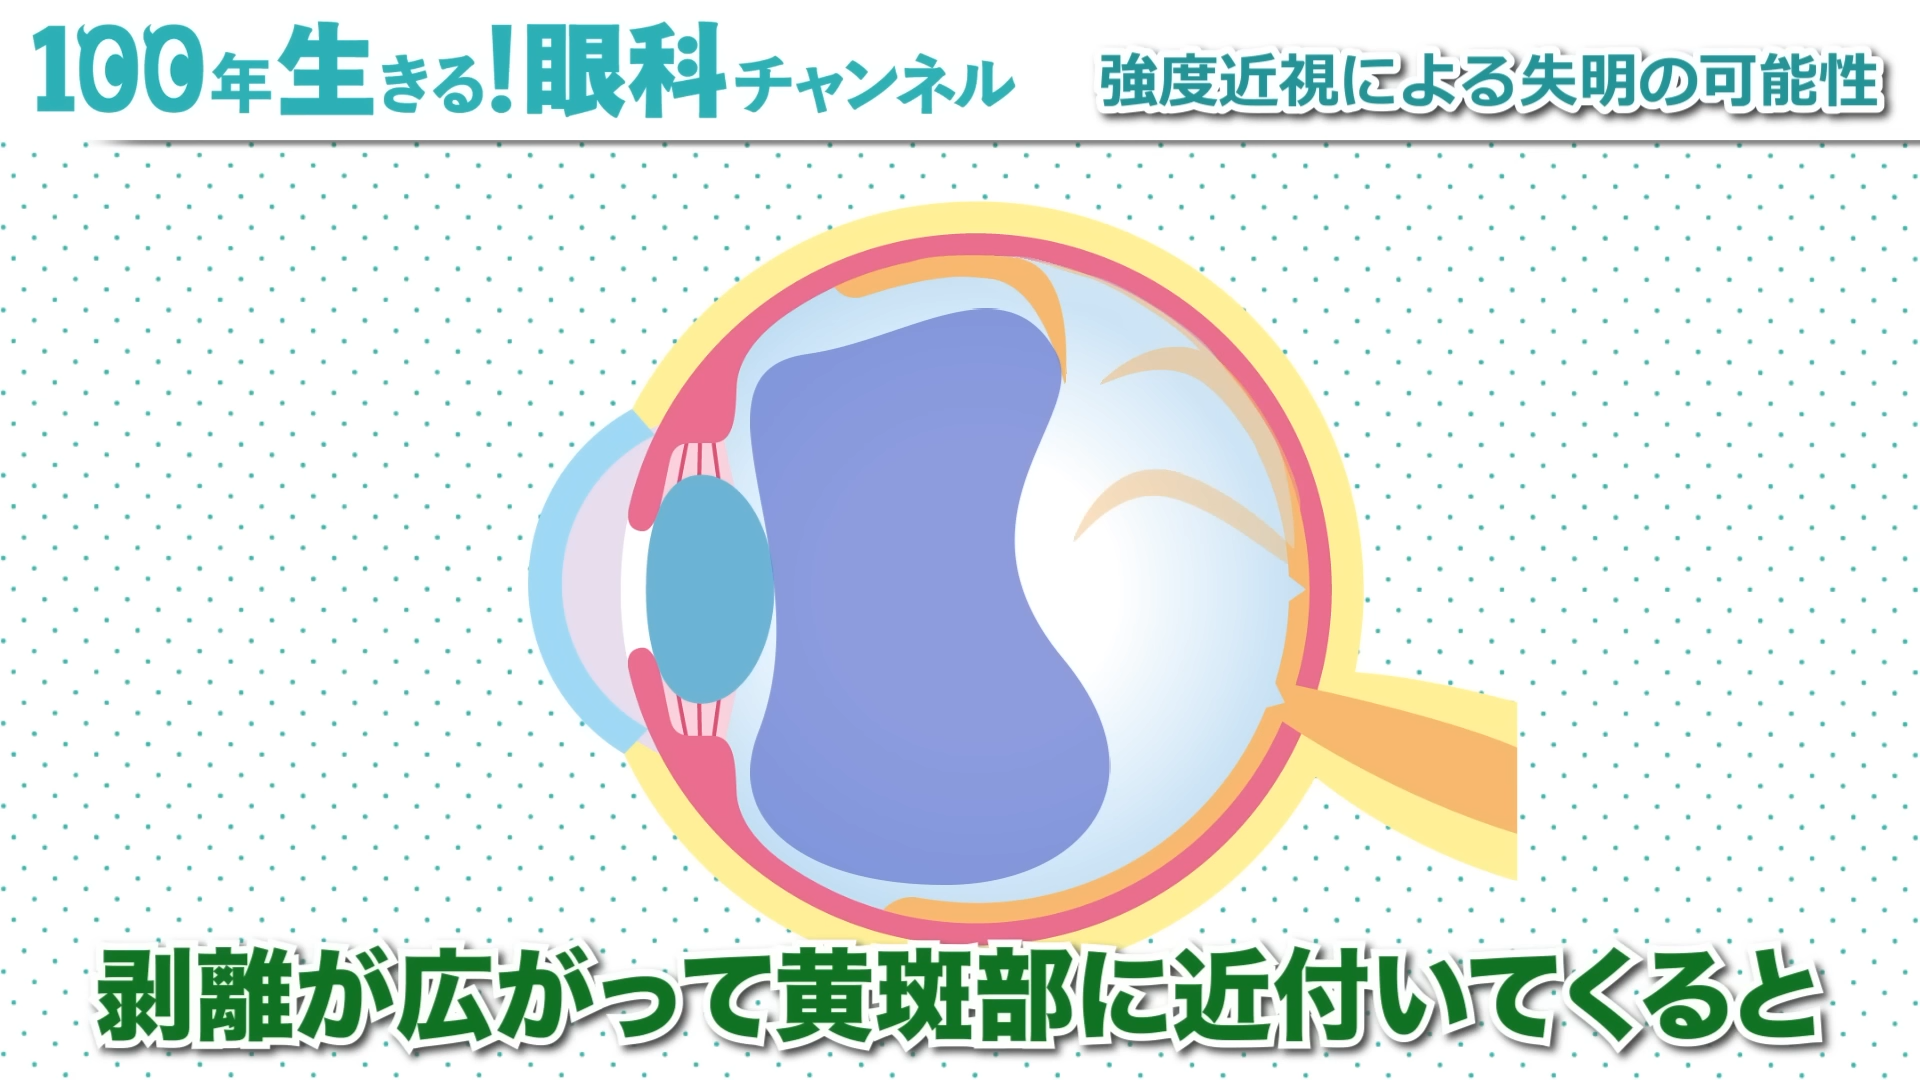 100年生きる!眼科チャンネル
強度近視による失明の可能性
剥離が広がって黄斑部に近付いてくると